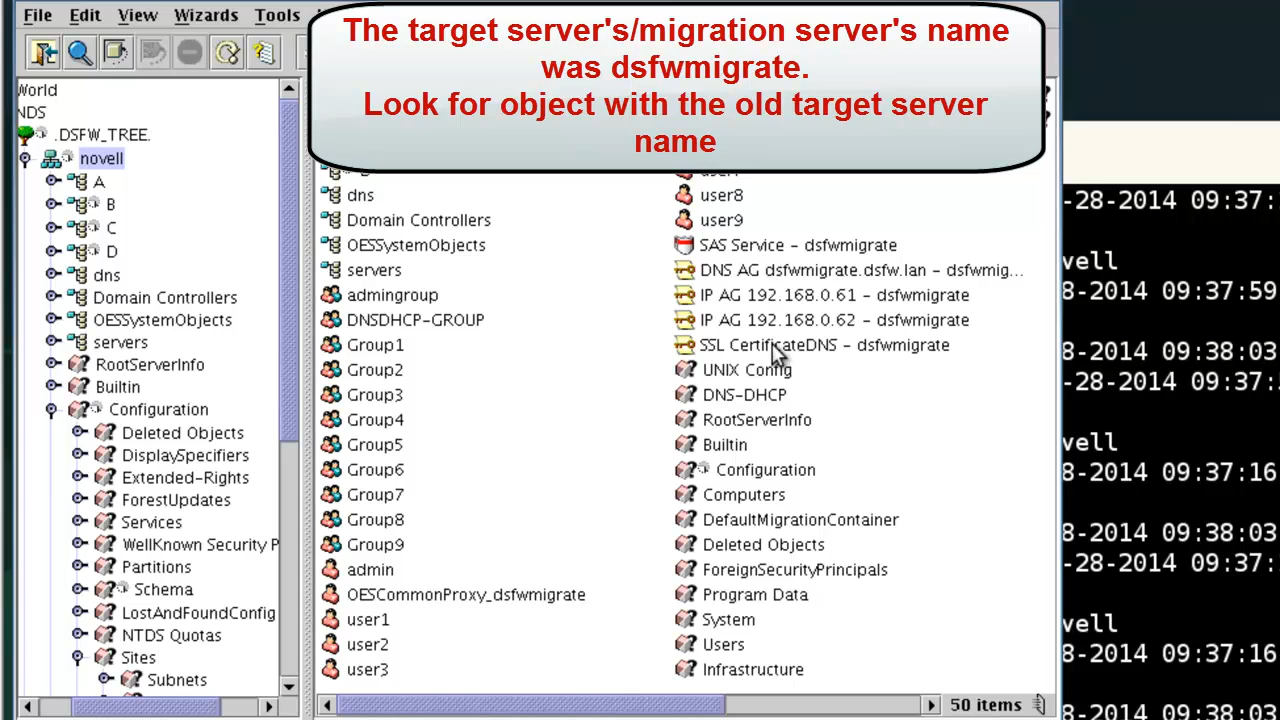 File Edit View Wizards Tools
The target server's/migration server's name
was dsfwmigrate.
Look for object with the old target server
name
World
NDS
.DSFW_TREE.
novell
A
B
C
D
dns
Domain Controllers
OESSystemObjects
servers
RootServerInfo
Builtin
Configuration
Deleted Objects
DisplaySpecifiers
Extended-Rights
ForestUpdates
Services
WellKnown Security P
Partitions
Schema
LostAndFoundConfig
NTDS Quotas
Sites
Subnets
dns
Domain Controllers
OESSystemObjects
servers
admingroup
DNSDHCP-GROUP
Group1
Group2
Group3
Group4
Group5
Group6
Group7
Group8
Group9
admin
OESCommonProxy_dsfwmigrate
user1
user2
user3
user8
user9
SAS Service - dsfwmigrate
DNS AG dsfwmigrate.dsfw.lan - dsfwmig...
IP AG 192.168.0.61 - dsfwmigrate
IP AG 192.168.0.62 - dsfwmigrate
SSL CertificateDNS - dsfwmigrate
UNIX Config
DNS-DHCP
RootServerInfo
Builtin
Configuration
Computers
DefaultMigrationContainer
Deleted Objects
ForeignSecurityPrincipals
Program Data
System
Users
Infrastructure
50 items
-28-2014 09:37:
vell
8-2014 09:37:59
8-2014 09:38:03
-28-2014 09:37:
vell
8-2014 09:37:16
8-2014 09:38:03
-28-2014 09:37:
vell
8-2014 09:37:16
8-2014 09:38:03